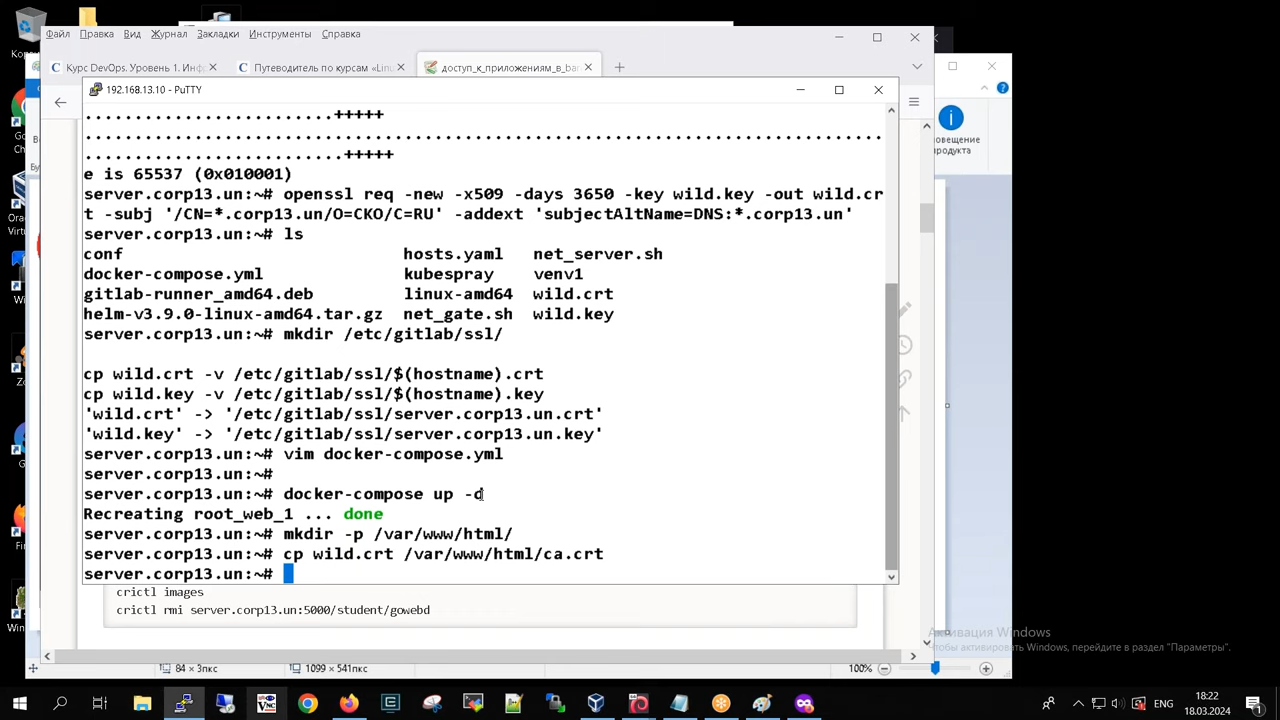 Файл Правка Вид Журнал Закладки Инструменты Справка
Курс DevOps. Уровень 1. Инфо
Путеводитель по курсам «Linu
доступ_к_приложениям_в_bar
192.168.13.10 - PuTTY
.........................+++++
................................................................................
..........................+++++
e is 65537 (0x010001)
server.corp13.un:~# openssl req -new -x509 -days 3650 -key wild.key -out wild.cr
t -subj '/CN=*.corp13.un/O=CKO/C=RU' -addext 'subjectAltName=DNS:*.corp13.un'
server.corp13.un:~# ls
conf hosts.yaml net_server.sh
docker-compose.yml kubespray venv1
gitlab-runner_amd64.deb linux-amd64 wild.crt
helm-v3.9.0-linux-amd64.tar.gz net_gate.sh wild.key
server.corp13.un:~# mkdir /etc/gitlab/ssl/
cp wild.crt -v /etc/gitlab/ssl/$(hostname).crt
cp wild.key -v /etc/gitlab/ssl/$(hostname).key
'wild.crt' -> '/etc/gitlab/ssl/server.corp13.un.crt'
'wild.key' -> '/etc/gitlab/ssl/server.corp13.un.key'
server.corp13.un:~# vim docker-compose.yml
server.corp13.un:~#
server.corp13.un:~# docker-compose up -d
Recreating root_web_1 ... done
server.corp13.un:~# mkdir -p /var/www/html/
server.corp13.un:~# cp wild.crt /var/www/html/ca.crt
server.corp13.un:~#
crictl images
crictl rmi server.corp13.un:5000/student/gowebd
овещение
продукта
Активация Windows
Чтобы активировать Windows, перейдите в раздел "Параметры".
84 × 3пкс 1099 × 541пкс 100%
ENG
18:22
18.03.2024